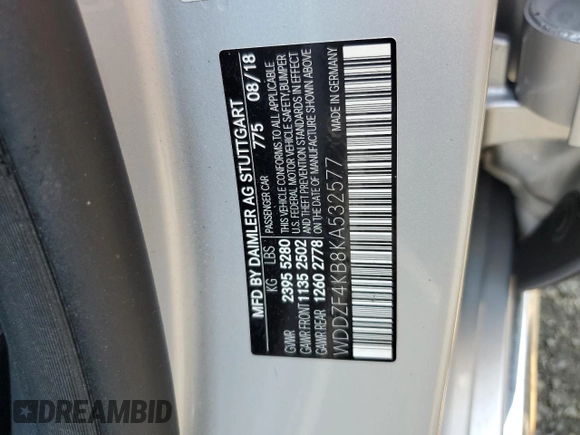 MFD BY DAIMLER AG STUTTGART
775 08/18
PASSENGER CAR
KG LBS
GVWR 2395 5280
GAWR FRONT 1135 2502
GAWR REAR 1260 2778
THIS VEHICLE CONFORMS TO ALL APPLICABLE
U.S. FEDERAL MOTOR VEHICLE SAFETY,BUMPER
AND THEFT PREVENTION STANDARDS IN EFFECT
ON THE DATE OF MANUFACTURE SHOWN ABOVE
WDDZF4KB8KA532577 MADE IN GERMANY
DREAMBID